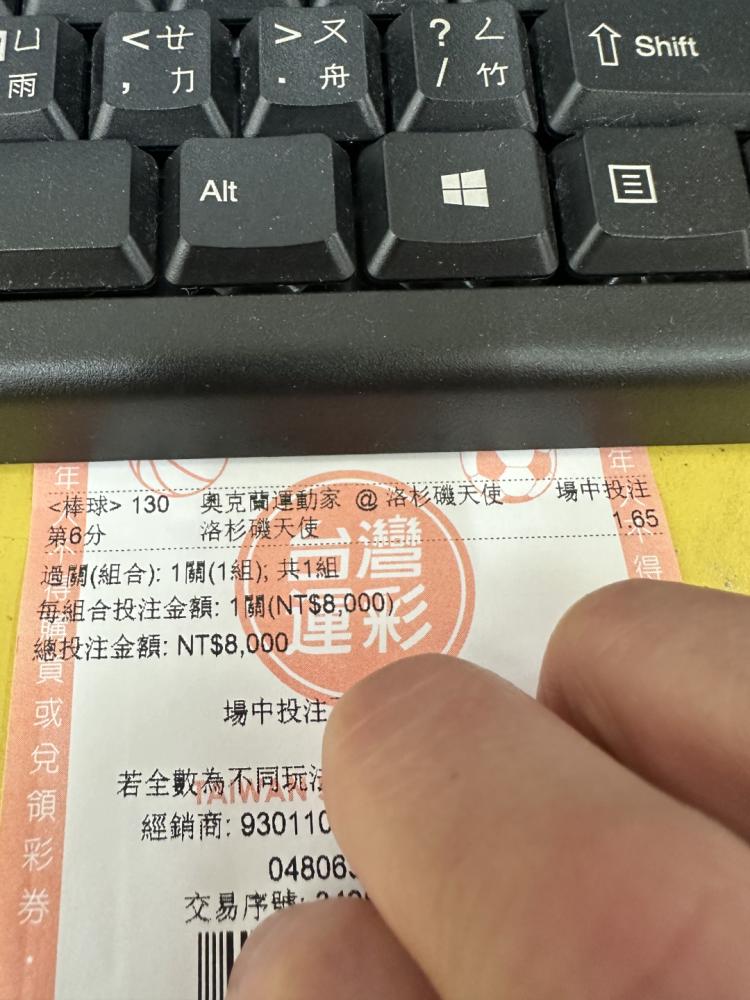 ㄩ 雨
< ㄝ , 力
> ㄡ . 舟
? ㄥ / 竹
Shift
Alt
年
年
<棒球> 130 奧克蘭運動家 @ 洛杉磯天使 場中投注
第6分 洛杉磯天使 1.65
台灣
運彩
過關(組合): 1關(1組); 共1組
每組合投注金額: 1關(NT$8,000)
總投注金額: NT$8,000
場中投注
若全數為不同玩法
TAIWAN
經銷商: 930110
04806
交易序號:
人不得購買或兌領彩券.
人不得